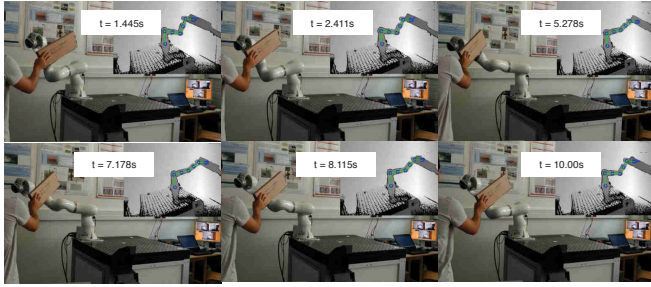 t = 1.445s
t = 2.411s
t = 5.278s
t = 7.178s
t = 8.115s
t = 10.00s